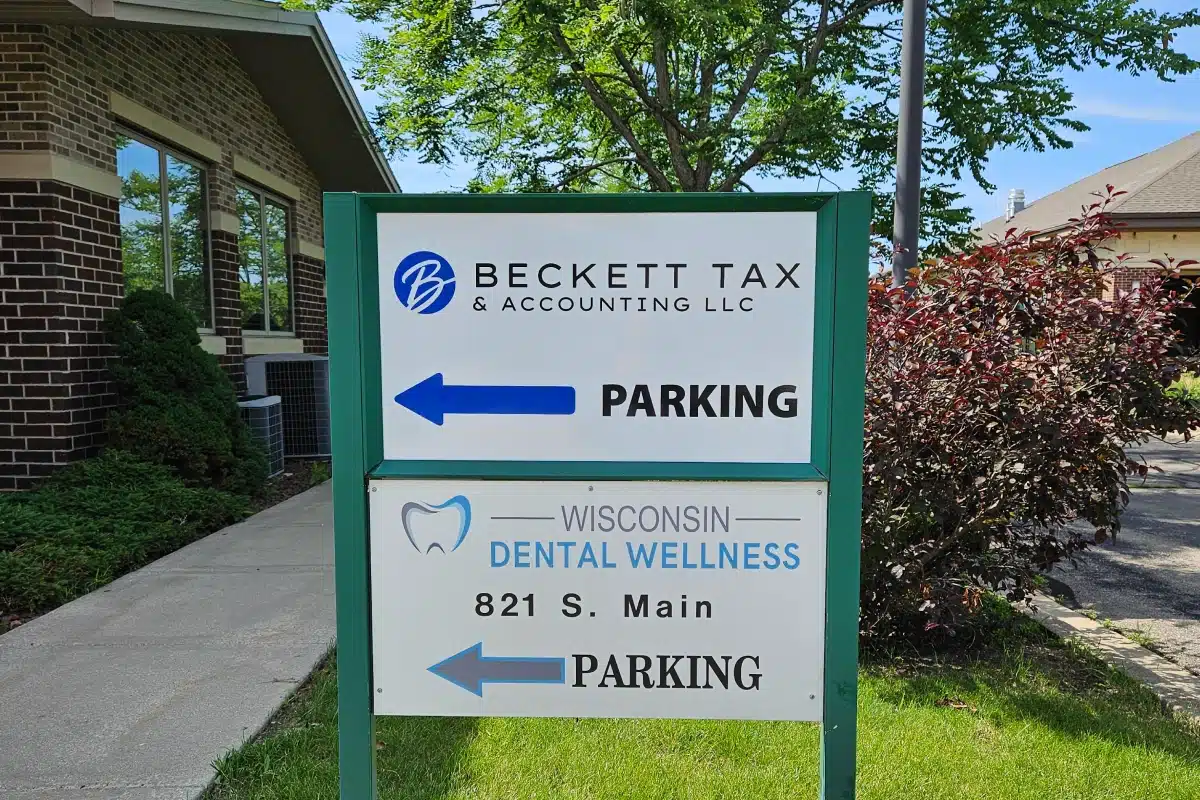 B BECKETT TAX
& ACCOUNTING LLC
PARKING
WISCONSIN
DENTAL WELLNESS
821 S. Main
PARKING